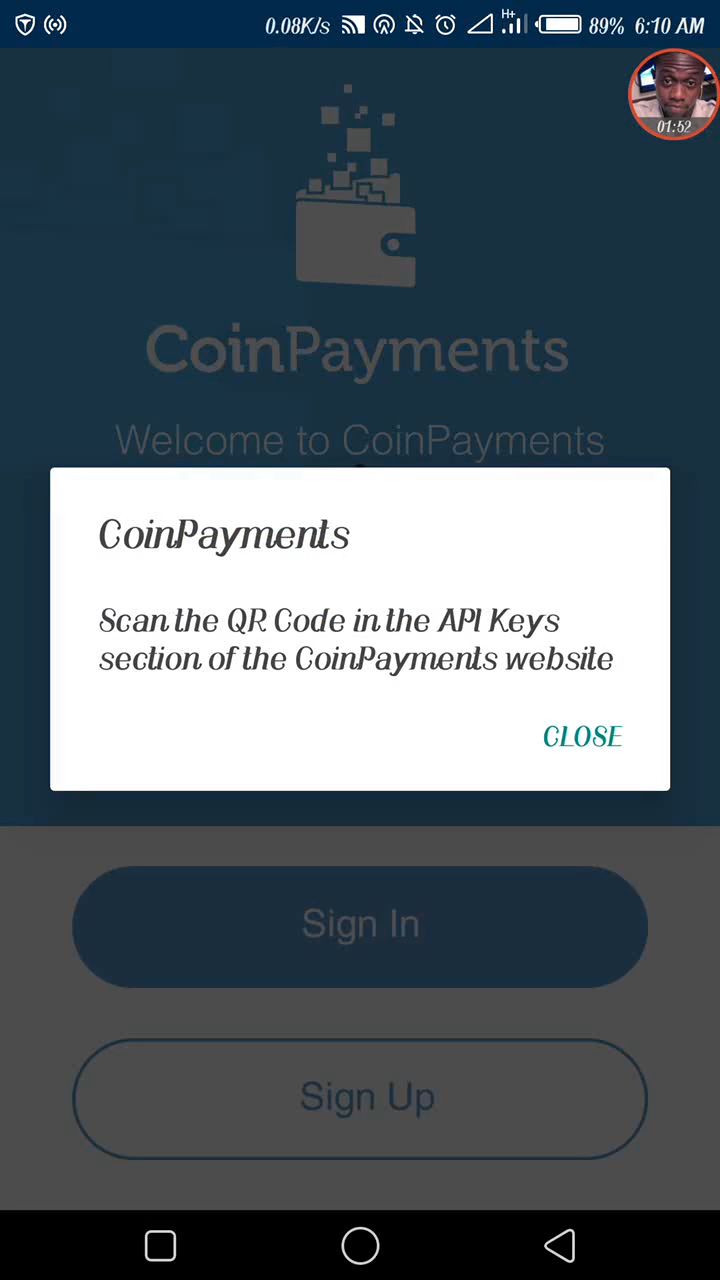 0.08K/s H+ 89% 6:10 AM
01:52
CoinPayments
Welcome to CoinPayments
CoinPayments
Scan the QR Code in the API Keys
section of the CoinPayments website
CLOSE
Sign In
Sign Up